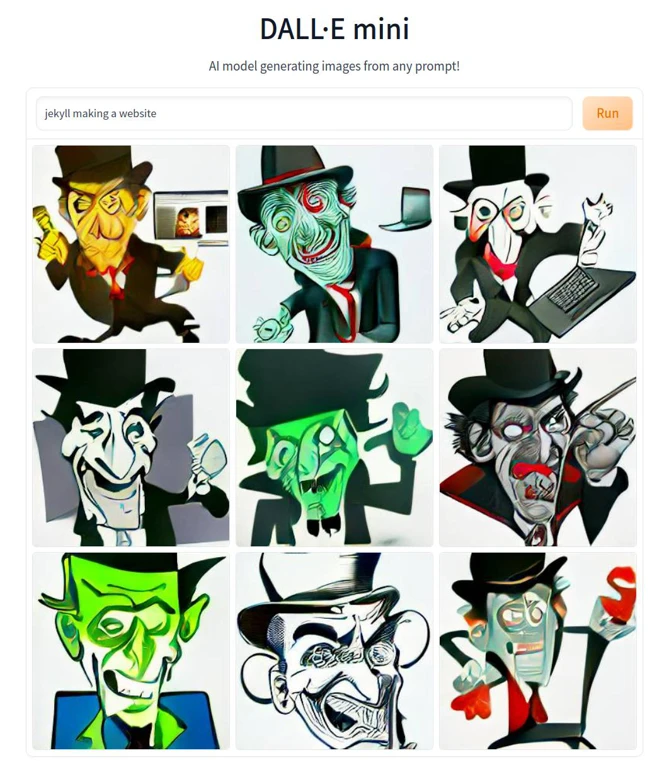 DALL·E mini
AI model generating images from any prompt!
jekyll making a website
Run